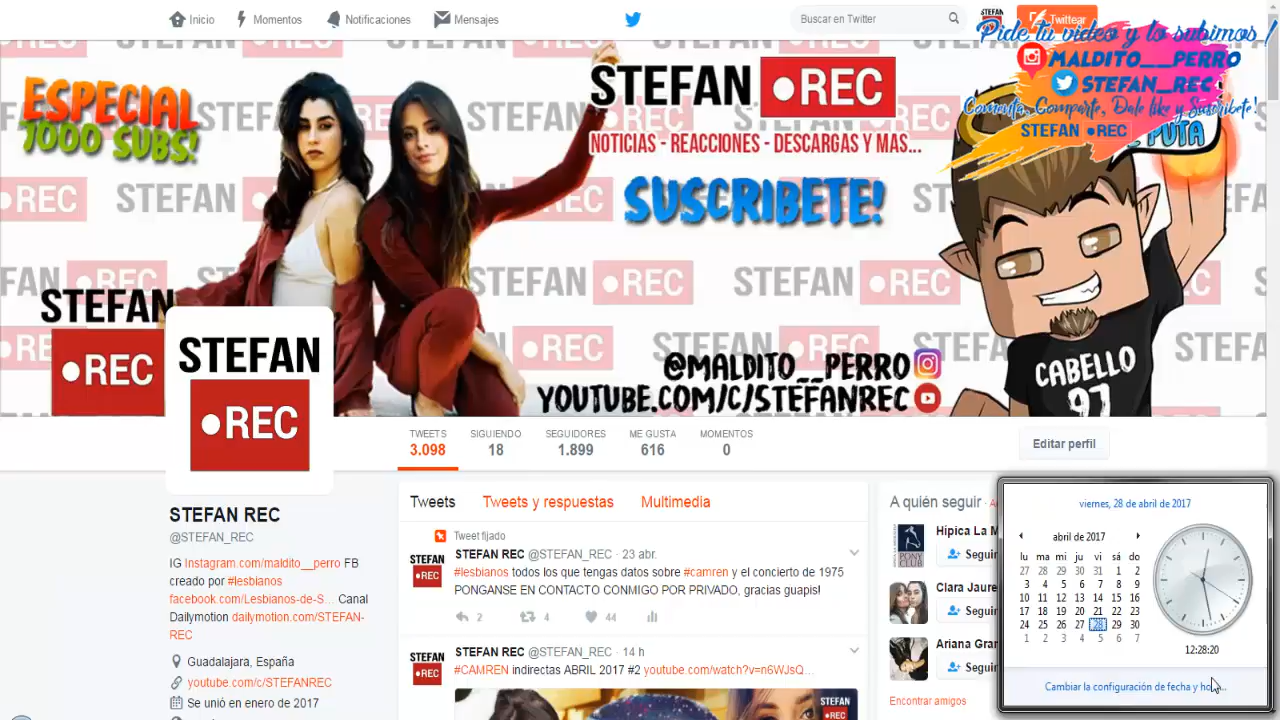 Inicio
Momentos
Notificaciones
Mensajes
Buscar en Twitter
Twittear
Pide tu video y lo subimos !
MALDITO__PERRO
STEFAN_REC
Comenta, Comparte, Dale like y Suscribete!
STEFAN REC
PUTA
ESPECIAL
1000 SUBS!
STEFAN REC
NOTICIAS - REACCIONES - DESCARGAS Y MAS...
SUSCRIBETE!
@MALDITO__PERRO
YOUTUBE.COM/C/STEFANREC
CABELLO
97
STEFAN
REC
STEFAN
REC
TWEETS
3.098
SIGUIENDO
18
SEGUIDORES
1.899
ME GUSTA
616
MOMENTOS
0
Editar perfil
STEFAN REC
@STEFAN_REC
IG Instagram.com/maldito__perro FB
creado por #lesbianos
facebook.com/Lesbianos-de-S... Canal
Dailymotion dailymotion.com/STEFAN-
REC
Guadalajara, España
youtube.com/c/STEFANREC
Se unió en enero de 2017
Tweets
Tweets y respuestas
Multimedia
Tweet fijado
STEFAN REC @STEFAN_REC · 23 abr.
#lesbianos todos los que tengas datos sobre #camren y el concierto de 1975
PONGANSE EN CONTACTO CONMIGO POR PRIVADO, gracias guapis!
2
4
44
STEFAN REC @STEFAN_REC · 14 h
#CAMREN indirectas ABRIL 2017 #2 youtube.com/watch?v=n6WJsQ...
STEFAN
REC
A quién seguir
Hípica La M
Seguir
Clara Jaure
Seguir
Ariana Gran
Seguir
Encontrar amigos
viernes, 28 de abril de 2017
abril de 2017
lu ma mi ju vi sá do
27 28 29 30 31 1 2
3 4 5 6 7 8 9
10 11 12 13 14 15 16
17 18 19 20 21 22 23
24 25 26 27 28 29 30
1 2 3 4 5 6 7
12:28:20
Cambiar la configuración de fecha y ho...